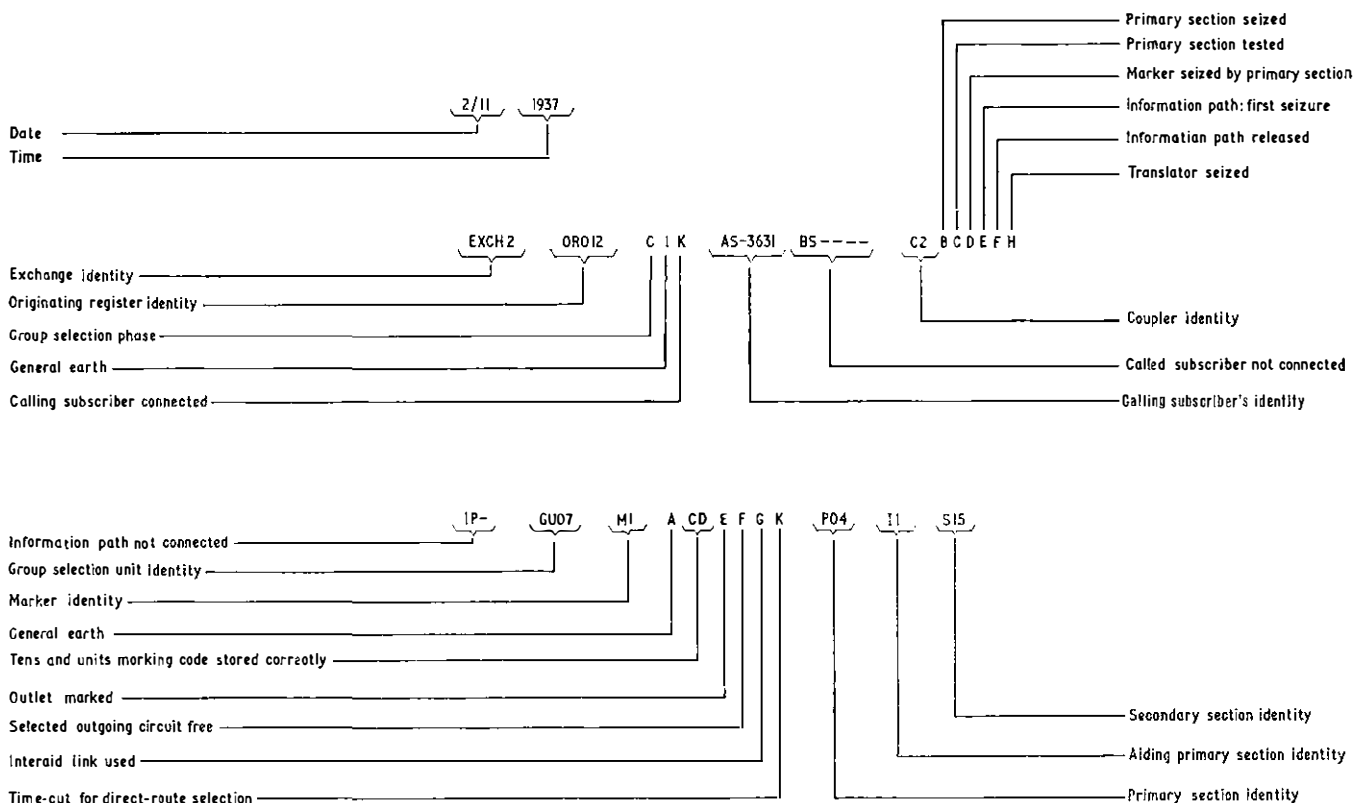 Primary section seized
Primary section tested
Marker seized by primary section
2/11 1937
Information path: first seizure
Date
Information path released
Time
Translator seized
EXCH2 ORO12 C 1 K AS-3631 BS---- C2 B C D E F H
Exchange identity
Originating register identity
Coupler identity
Group selection phase
General earth
Called subscriber not connected
Calling subscriber connected
Calling subscriber's identity
IP- GU07 M1 A CD E F G K P04 I1 S15
Information path not connected
Group selection unit identity
Marker identity
General earth
Tens and units marking code stored correctly
Outlet marked
Secondary section identity
Selected outgoing circuit free
Interaid link used
Aiding primary section identity
Time-cut for direct-route selection
Primary section identity